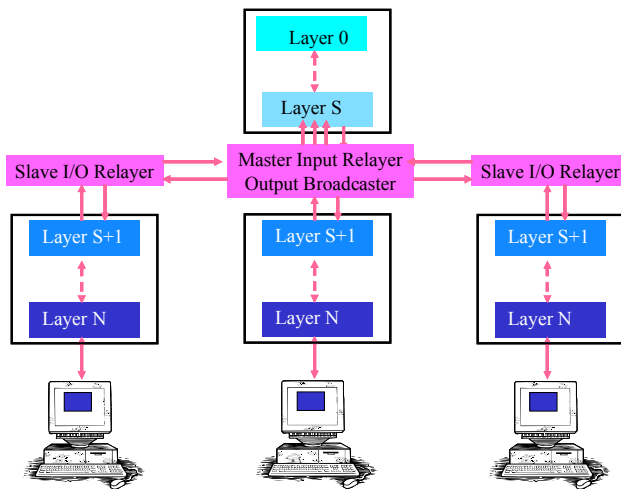 Layer 0
Layer S
Slave I/O Relayer
Master Input Relayer
Output Broadcaster
Slave I/O Relayer
Layer S+1
Layer S+1
Layer S+1
Layer N
Layer N
Layer N